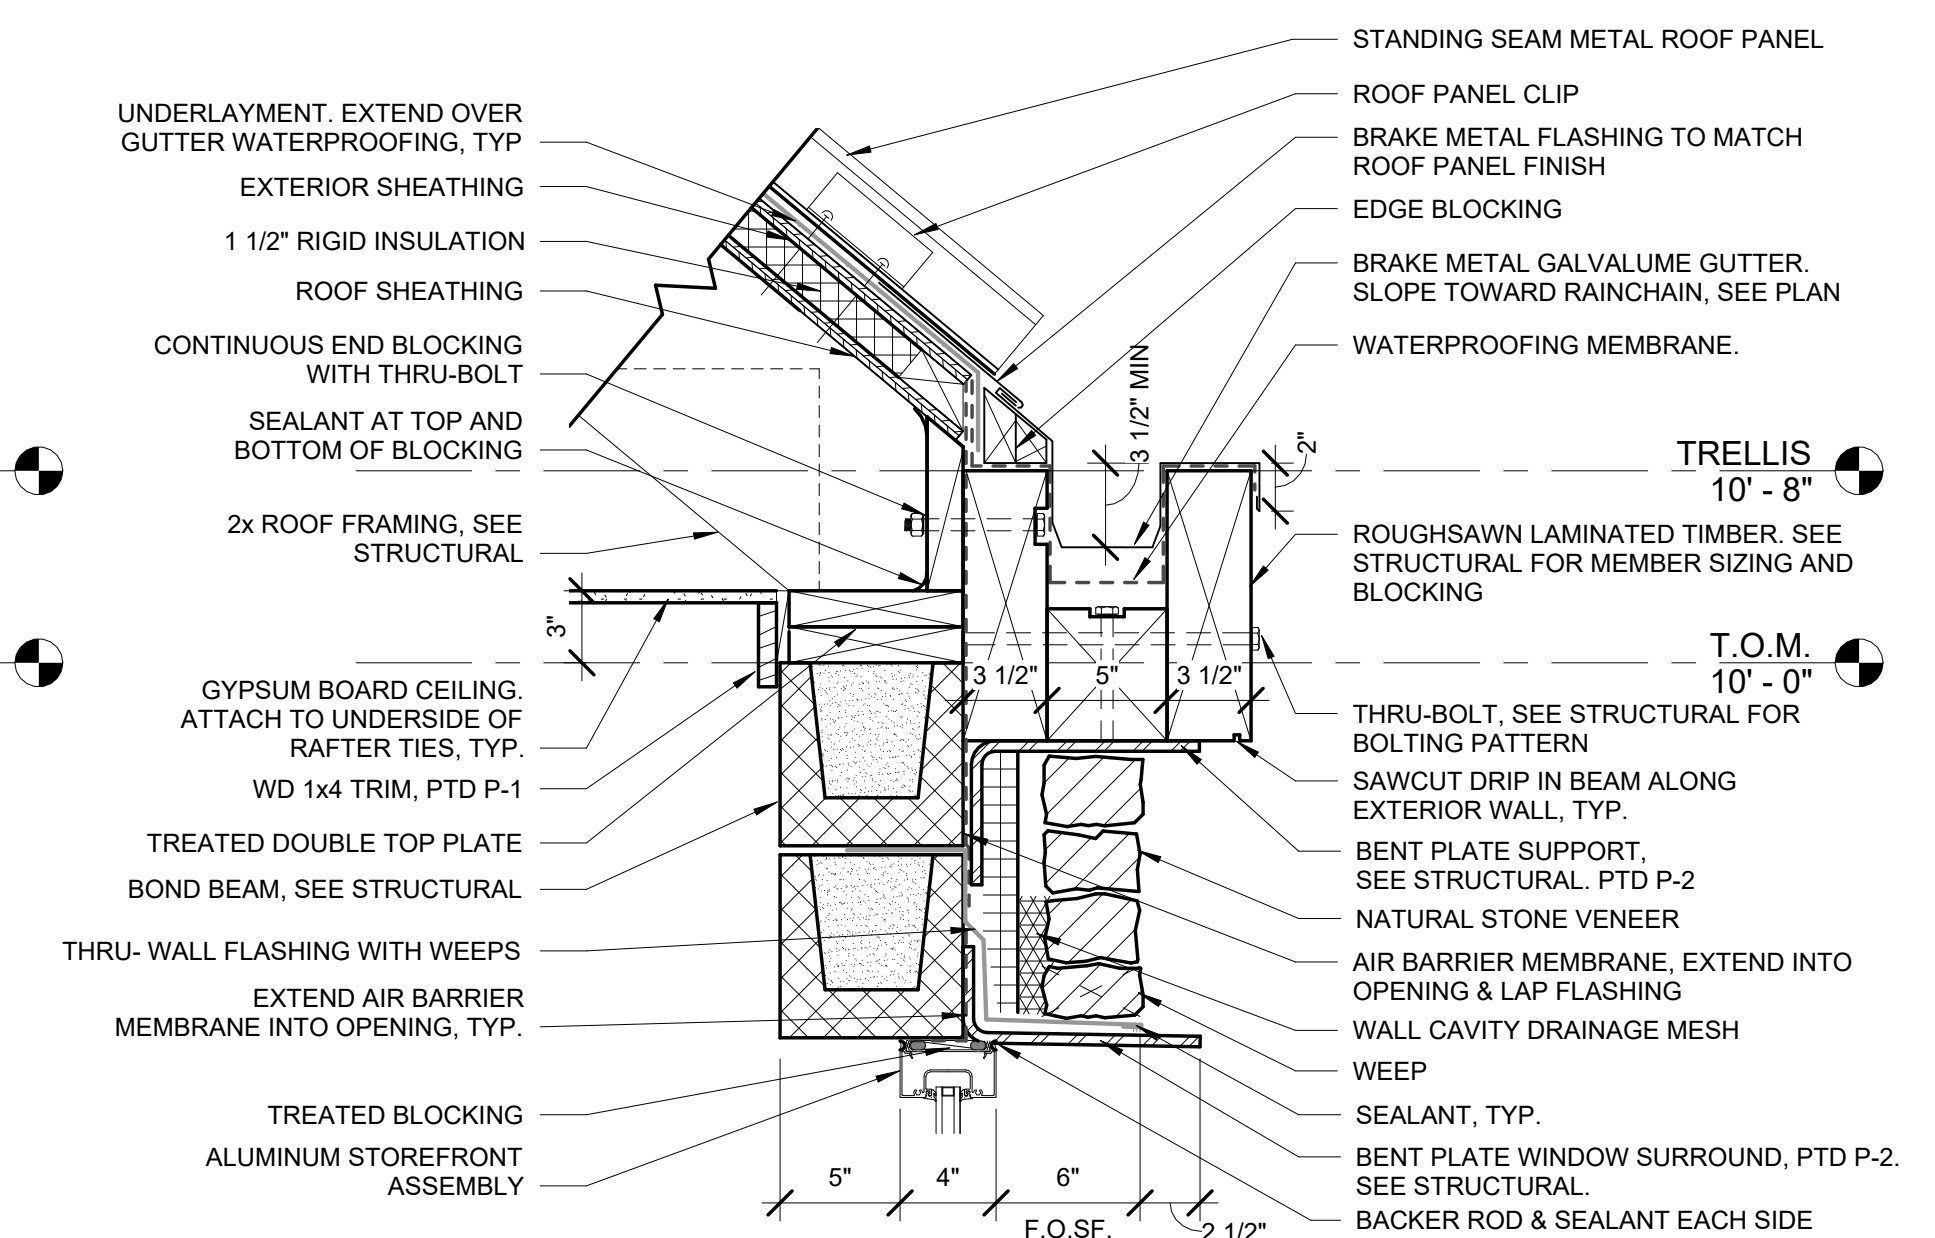 UNDERLAYMENT. EXTEND OVER
GUTTER WATERPROOFING, TYP
EXTERIOR SHEATHING
1 1/2" RIGID INSULATION
ROOF SHEATHING
CONTINUOUS END BLOCKING
WITH THRU-BOLT
SEALANT AT TOP AND
BOTTOM OF BLOCKING
2x ROOF FRAMING, SEE
STRUCTURAL
3"
GYPSUM BOARD CEILING.
ATTACH TO UNDERSIDE OF
RAFTER TIES, TYP.
WD 1x4 TRIM, PTD P-1
TREATED DOUBLE TOP PLATE
BOND BEAM, SEE STRUCTURAL
THRU- WALL FLASHING WITH WEEPS
EXTEND AIR BARRIER
MEMBRANE INTO OPENING, TYP.
TREATED BLOCKING
ALUMINUM STOREFRONT
ASSEMBLY
3 1/2" MIN
2"
3 1/2"
5"
3 1/2"
5"
4"
6"
F.O.SF.
2 1/2"
STANDING SEAM METAL ROOF PANEL
ROOF PANEL CLIP
BRAKE METAL FLASHING TO MATCH
ROOF PANEL FINISH
EDGE BLOCKING
BRAKE METAL GALVALUME GUTTER.
SLOPE TOWARD RAINCHAIN, SEE PLAN
WATERPROOFING MEMBRANE.
TRELLIS
10' - 8"
ROUGHSAWN LAMINATED TIMBER. SEE
STRUCTURAL FOR MEMBER SIZING AND
BLOCKING
T.O.M.
10' - 0"
THRU-BOLT, SEE STRUCTURAL FOR
BOLTING PATTERN
SAWCUT DRIP IN BEAM ALONG
EXTERIOR WALL, TYP.
BENT PLATE SUPPORT,
SEE STRUCTURAL. PTD P-2
NATURAL STONE VENEER
AIR BARRIER MEMBRANE, EXTEND INTO
OPENING & LAP FLASHING
WALL CAVITY DRAINAGE MESH
WEEP
SEALANT, TYP.
BENT PLATE WINDOW SURROUND, PTD P-2.
SEE STRUCTURAL.
BACKER ROD & SEALANT EACH SIDE